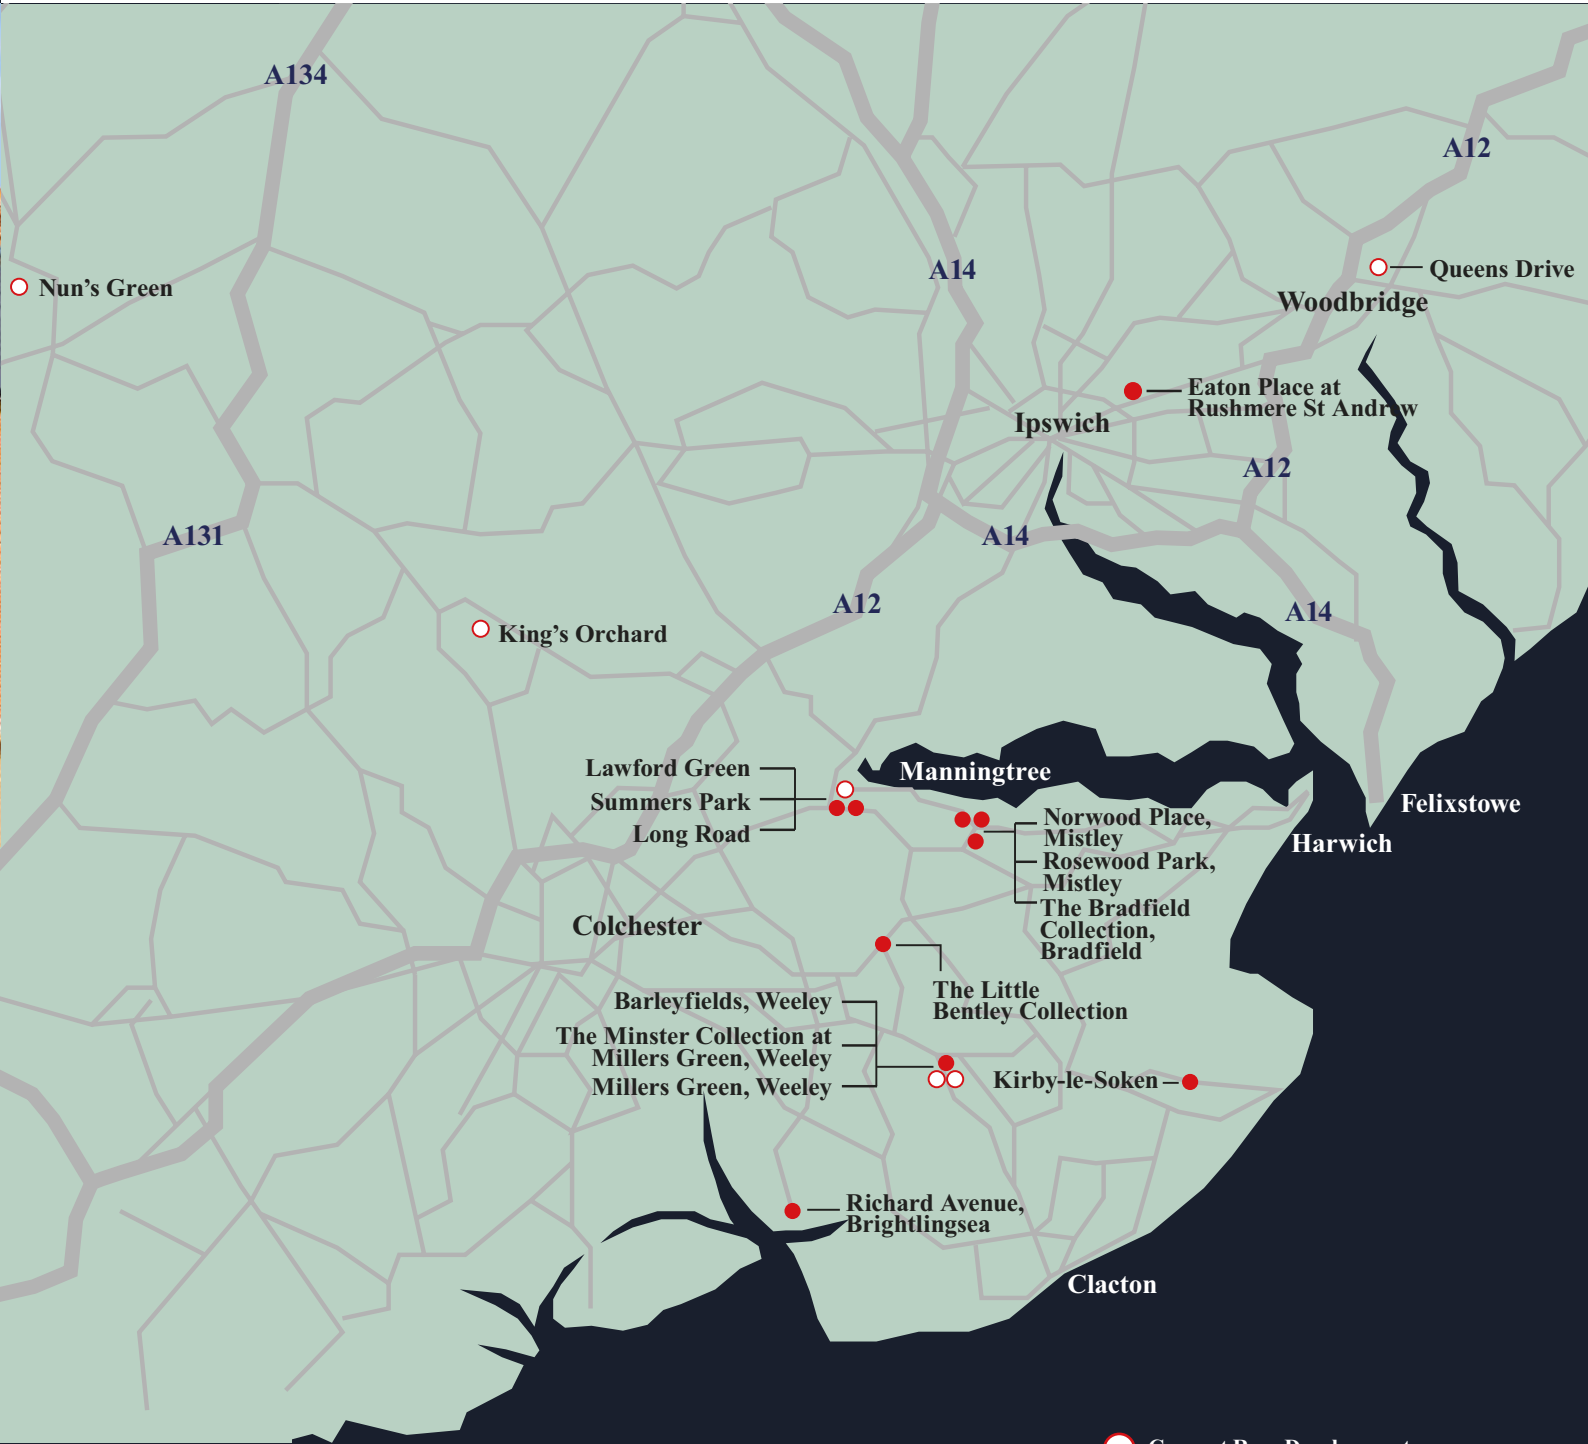 A134
A12
A14
Queens Drive
Nun's Green
Woodbridge
Eaton Place at
Rushmere St Andrew
Ipswich
A12
A131
A14
A12
A14
King's Orchard
Lawford Green
Summers Park
Long Road
Manningtree
Felixstowe
Harwich
Norwood Place,
Mistley
Rosewood Park,
Mistley
The Bradfield
Collection,
Bradfield
Colchester
The Little
Bentley Collection
Barleyfields, Weeley
The Minster Collection at
Millers Green, Weeley
Millers Green, Weeley
Kirby-le-Soken
Richard Avenue,
Brightlingsea
Clacton